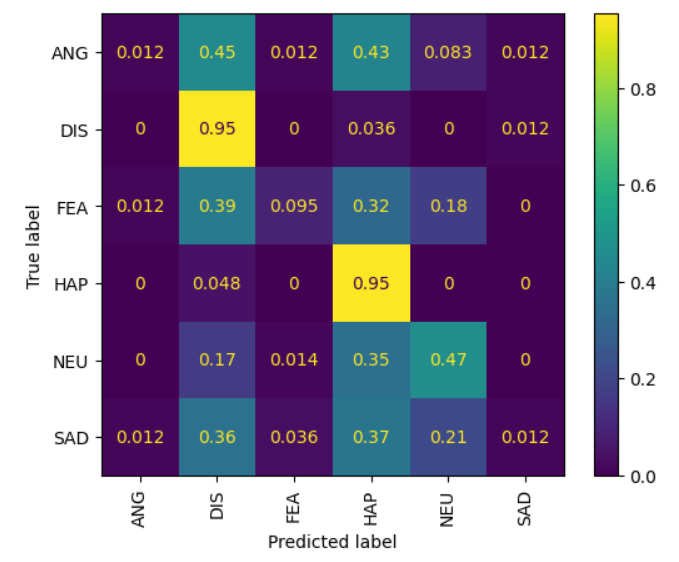 ANG 0.012 0.45 0.012 0.43 0.083 0.012
DIS 0 0.95 0 0.036 0 0.012
FEA 0.012 0.39 0.095 0.32 0.18 0
HAP 0 0.048 0 0.95 0 0
NEU 0 0.17 0.014 0.35 0.47 0
SAD 0.012 0.36 0.036 0.37 0.21 0.012
ANG DIS FEA HAP NEU SAD
Predicted label
True label
0.8
0.6
0.4
0.2
0.0